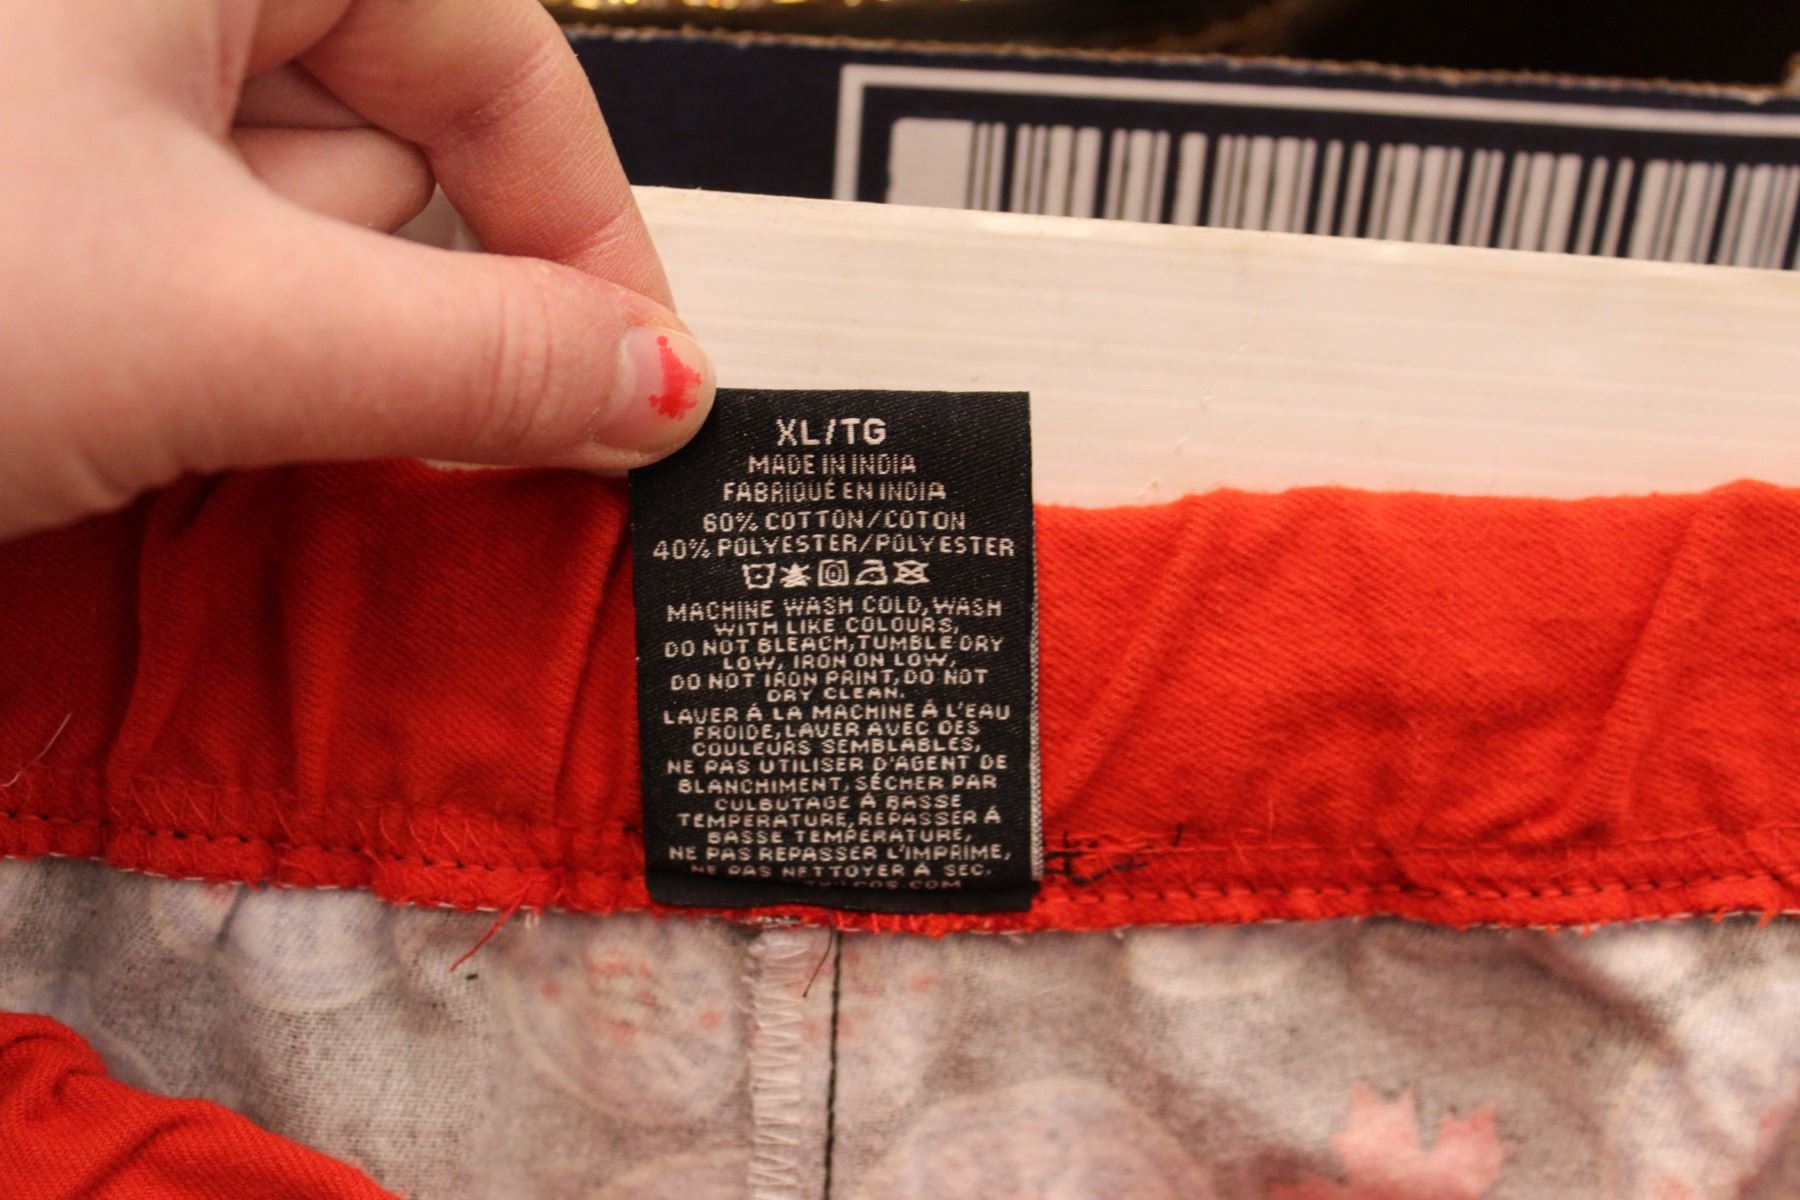 XL/TG
MADE IN INDIA
FABRIQUÉ EN INDIA
60% COTTON/COTON
40% POLYESTER/POLYESTER
MACHINE WASH COLD, WASH
WITH LIKE COLOURS,
DO NOT BLEACH, TUMBLE DRY
LOW, IRON ON LOW,
DO NOT IRON PRINT, DO NOT
DRY CLEAN.
LAVER À LA MACHINE À L'EAU
FROIDE, LAVER AVEC DES
COULEURS SEMBLABLES,
NE PAS UTILISER D'AGENT DE
BLANCHIMENT, SÉCHER PAR
CULBUTAGE À BASSE
TEMPÉRATURE, REPASSER À
BASSE TEMPÉRATURE,
NE PAS REPASSER L'IMPRIME,
NE PAS NETTOYER À SEC.